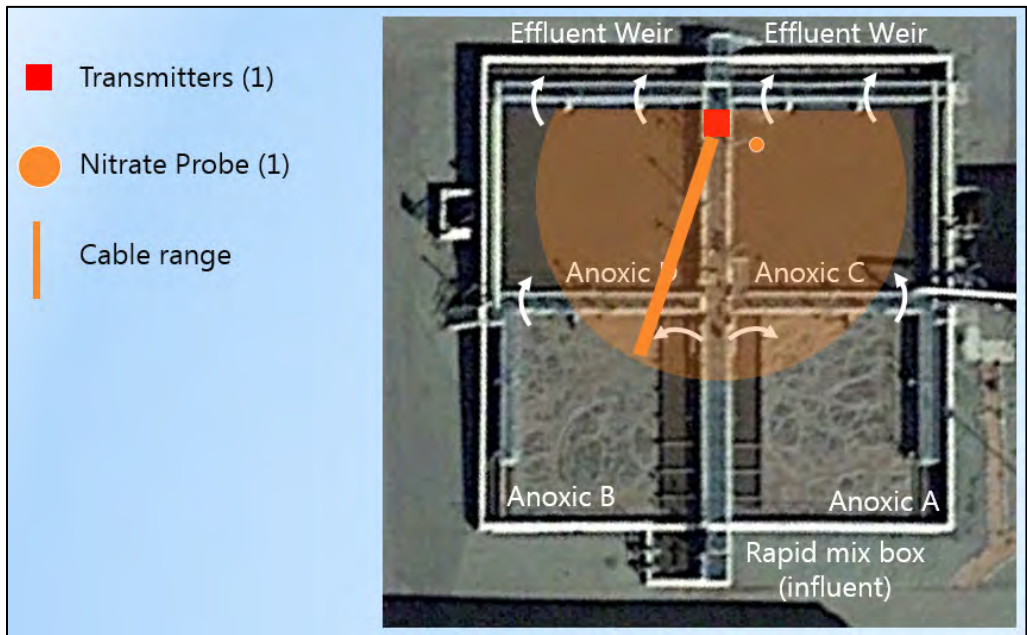 Transmitters (1)
Nitrate Probe (1)
Cable range
Effluent Weir
Effluent Weir
Anoxic D
Anoxic C
Anoxic B
Anoxic A
Rapid mix box
(influent)